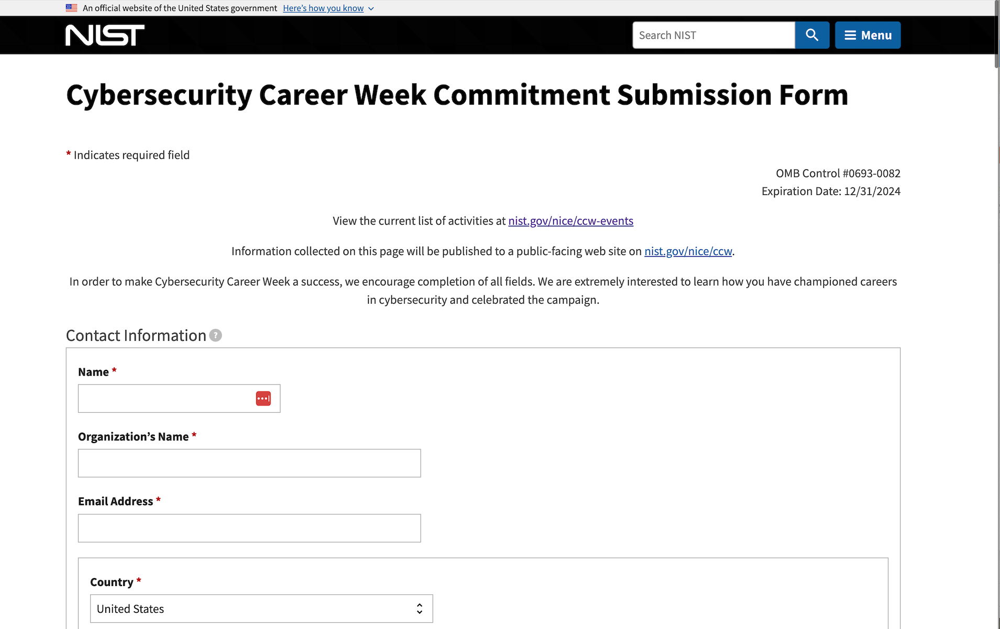 An official website of the United States government Here’s how you know
NIST
Search NIST
Menu
Cybersecurity Career Week Commitment Submission Form
* Indicates required field
OMB Control #0693-0082
Expiration Date: 12/31/2024
View the current list of activities at nist.gov/nice/ccw-events
Information collected on this page will be published to a public-facing web site on nist.gov/nice/ccw.
In order to make Cybersecurity Career Week a success, we encourage completion of all fields. We are extremely interested to learn how you have championed careers
in cybersecurity and celebrated the campaign.
Contact Information ?
Name *
Organization’s Name *
Email Address *
Country *
United States